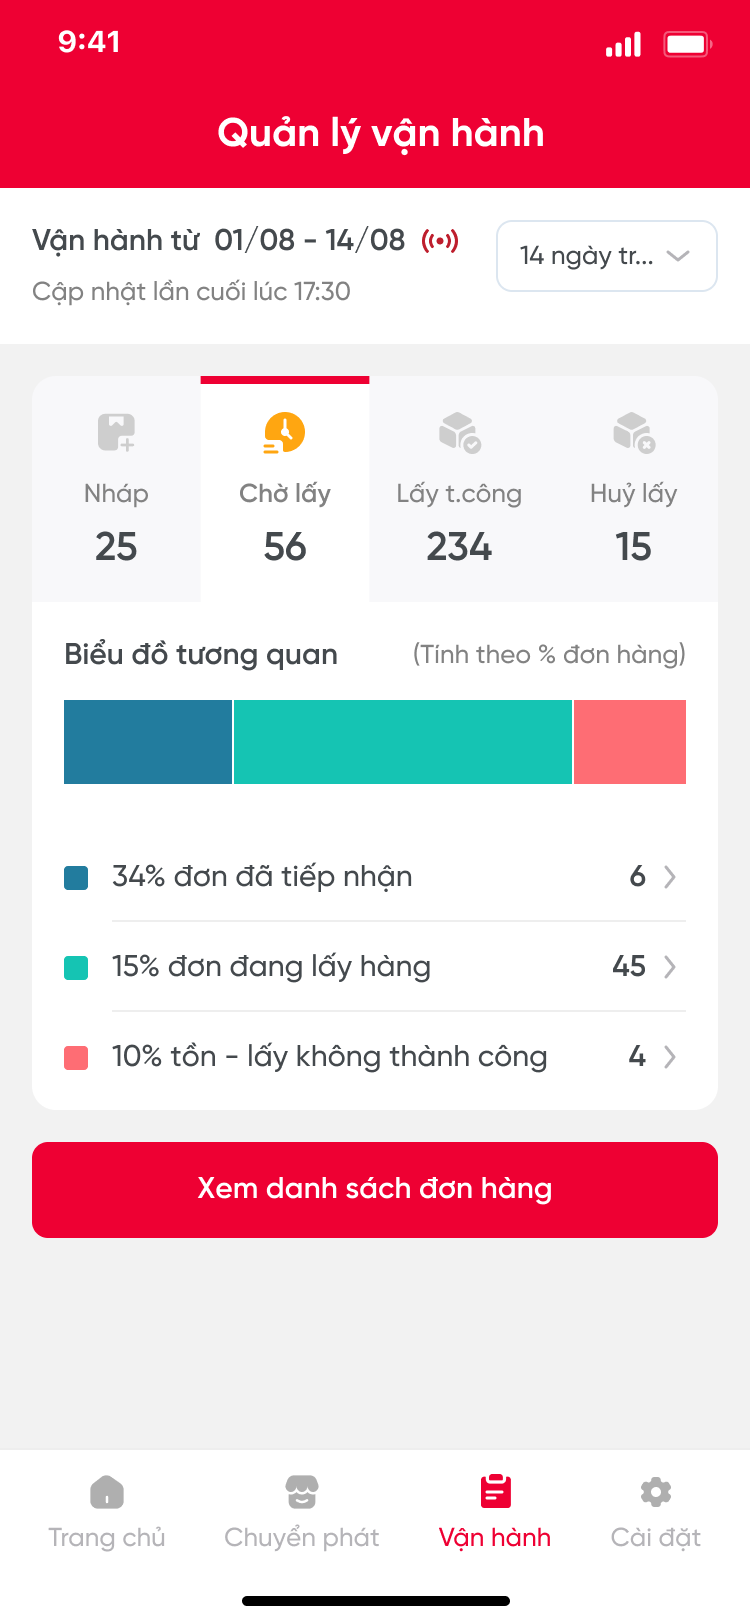 9:41
Quản lý vận hành
Vận hành từ 01/08 - 14/08
14 ngày tr...
Cập nhật lần cuối lúc 17:30
Nháp
25
Chờ lấy
56
Lấy t.công
234
Huỷ lấy
15
Biểu đồ tương quan
(Tính theo % đơn hàng)
34% đơn đã tiếp nhận
6
15% đơn đang lấy hàng
45
10% tồn - lấy không thành công
4
Xem danh sách đơn hàng
Trang chủ
Chuyển phát
Vận hành
Cài đặt